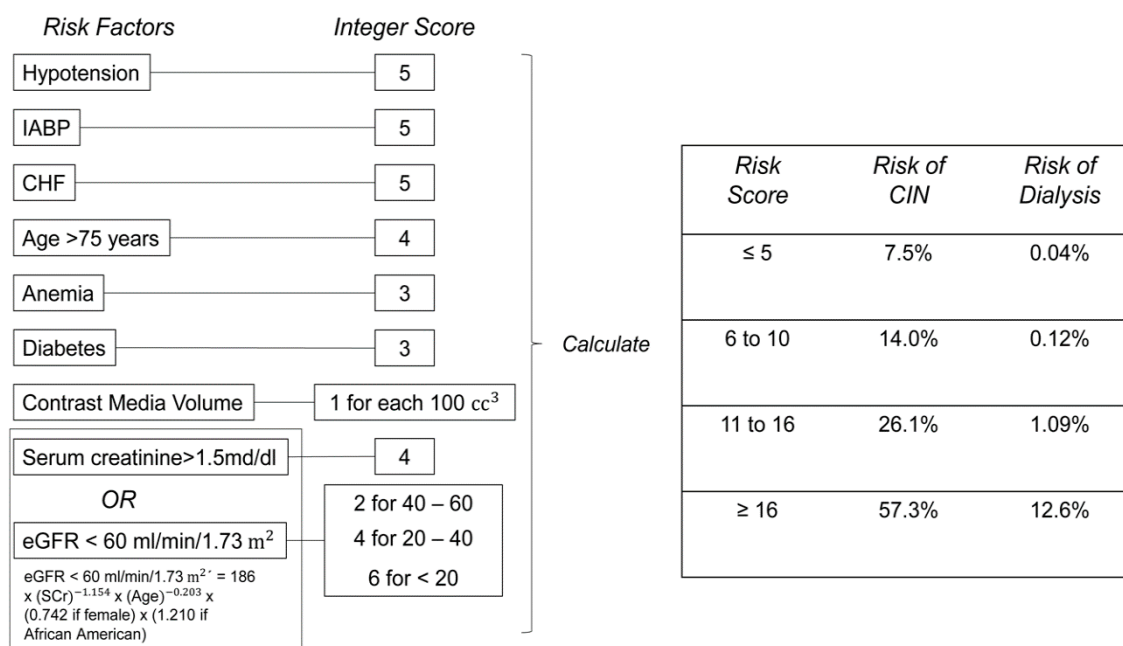 Risk Factors
Integer Score
Hypotension
5
IABP
5
CHF
5
Age >75 years
4
Anemia
3
Diabetes
3
Contrast Media Volume
1 for each 100 cc³
Serum creatinine>1.5md/dl
4
OR
eGFR < 60 ml/min/1.73 m²
2 for 40 – 60
4 for 20 – 40
6 for < 20
eGFR < 60 ml/min/1.73 m²´ = 186
x (SCr)⁻¹·¹⁵⁴ x (Age)⁻⁰·²⁰³ x
(0.742 if female) x (1.210 if
African American)
Calculate
Risk Score
Risk of CIN
Risk of Dialysis
≤ 5
7.5%
0.04%
6 to 10
14.0%
0.12%
11 to 16
26.1%
1.09%
≥ 16
57.3%
12.6%